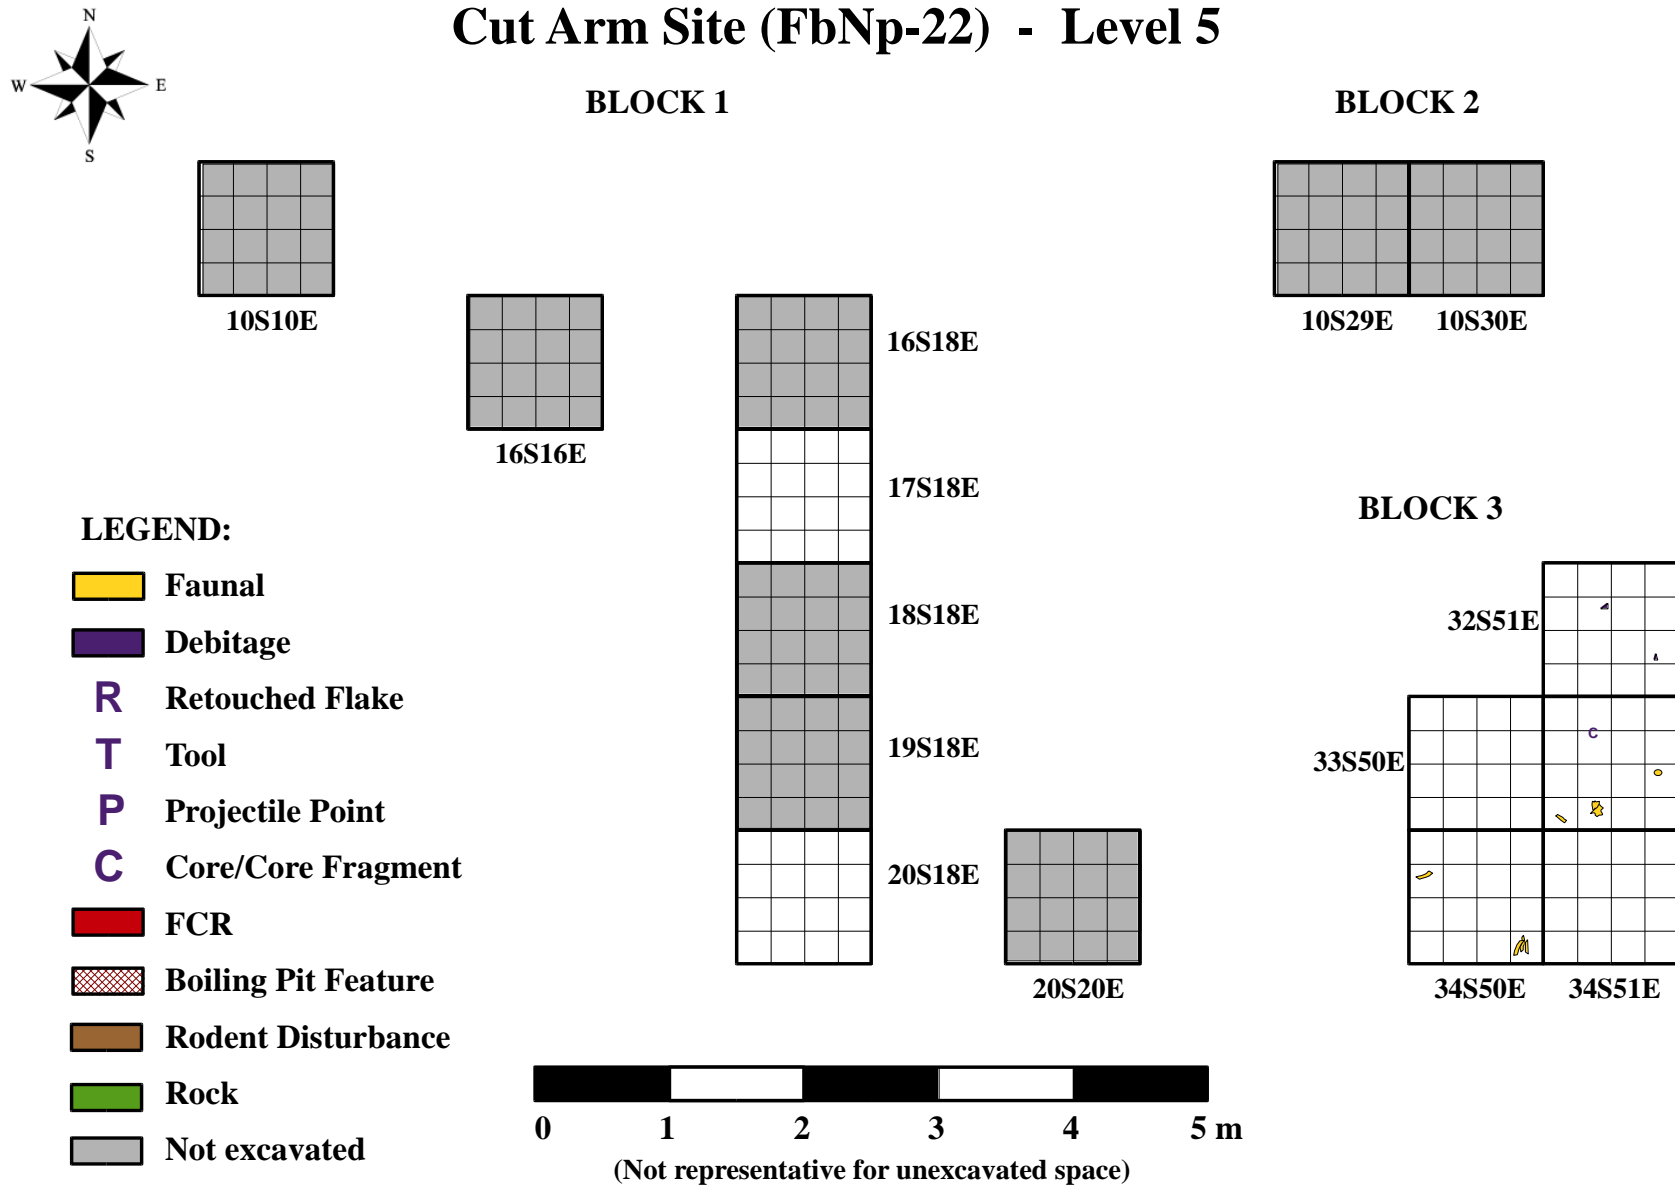 Cut Arm Site (FbNp-22) - Level 5
N
W E
S
BLOCK 1
BLOCK 2
10S10E
16S16E
16S18E
17S18E
18S18E
19S18E
20S18E
20S20E
10S29E 10S30E
BLOCK 3
32S51E
33S50E
C
34S50E 34S51E
LEGEND:
Faunal
Debitage
R Retouched Flake
T Tool
P Projectile Point
C Core/Core Fragment
FCR
Boiling Pit Feature
Rodent Disturbance
Rock
Not excavated
0 1 2 3 4 5 m
(Not representative for unexcavated space)